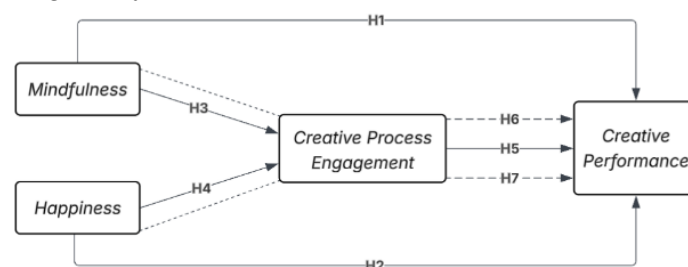 H1
Mindfulness
H3
H6
Creative Process
Engagement
H5
Creative
Performance
H4
H7
Happiness
H2